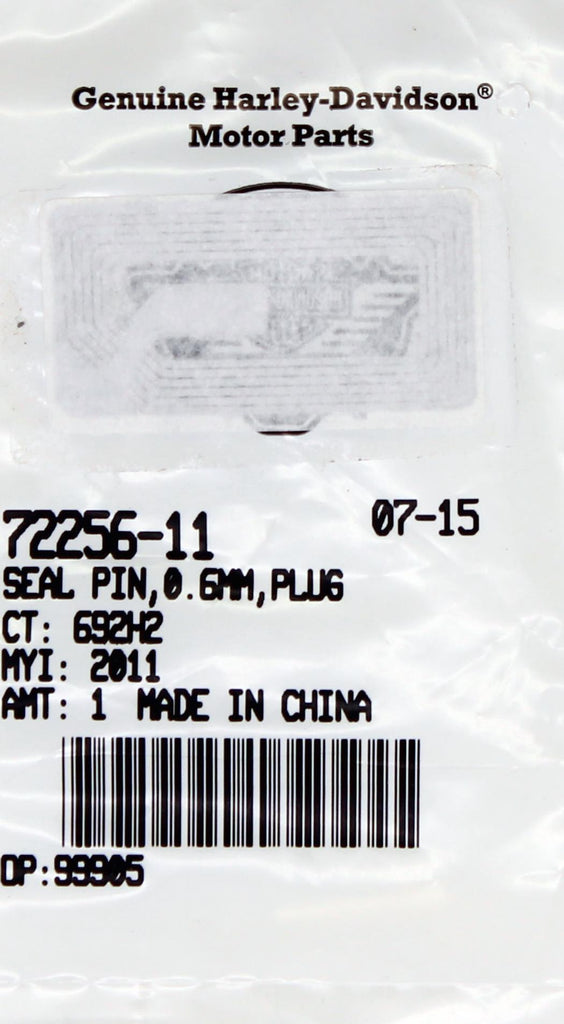 Genuine Harley-Davidson®
Motor Parts
72256-11 07-15
SEAL PIN,0.6MM,PLUG
CT: 692H2
MYI: 2011
AMT: 1 MADE IN CHINA
OP:99905